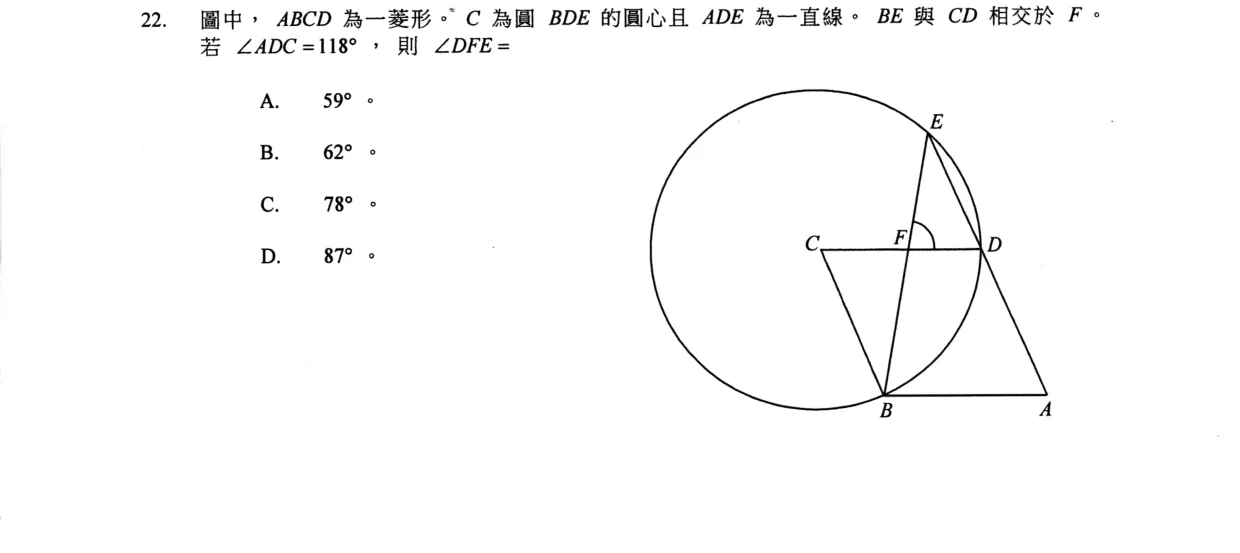 22. 圖中，ABCD 為一菱形。C 為圓 BDE 的圓心且 ADE 為一直線。BE 與 CD 相交於 F。
若 ∠ADC = 118°，則 ∠DFE =
A. 59°。
B. 62°。
C. 78°。
D. 87°。
E
C
F
D
B
A